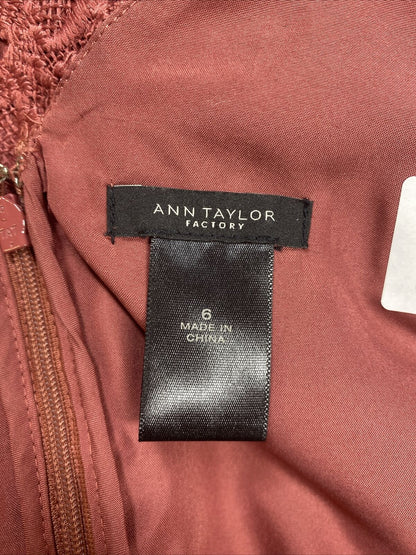 ANN TAYLOR
FACTORY
6
MADE IN
CHINA